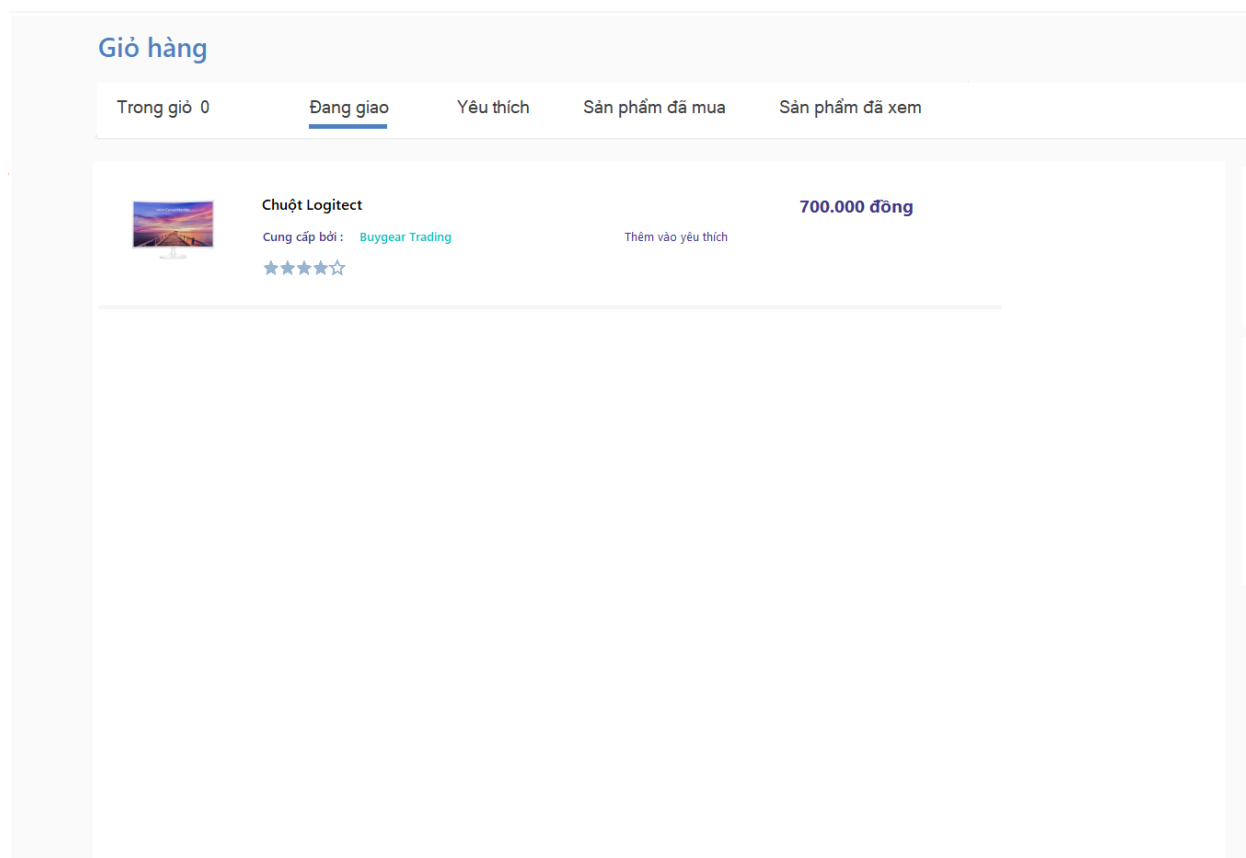 Giỏ hàng
Trong giỏ 0 Đang giao Yêu thích Sản phẩm đã mua Sản phẩm đã xem
Chuột Logitect 700.000 đồng
Cung cấp bởi : Buygear Trading Thêm vào yêu thích